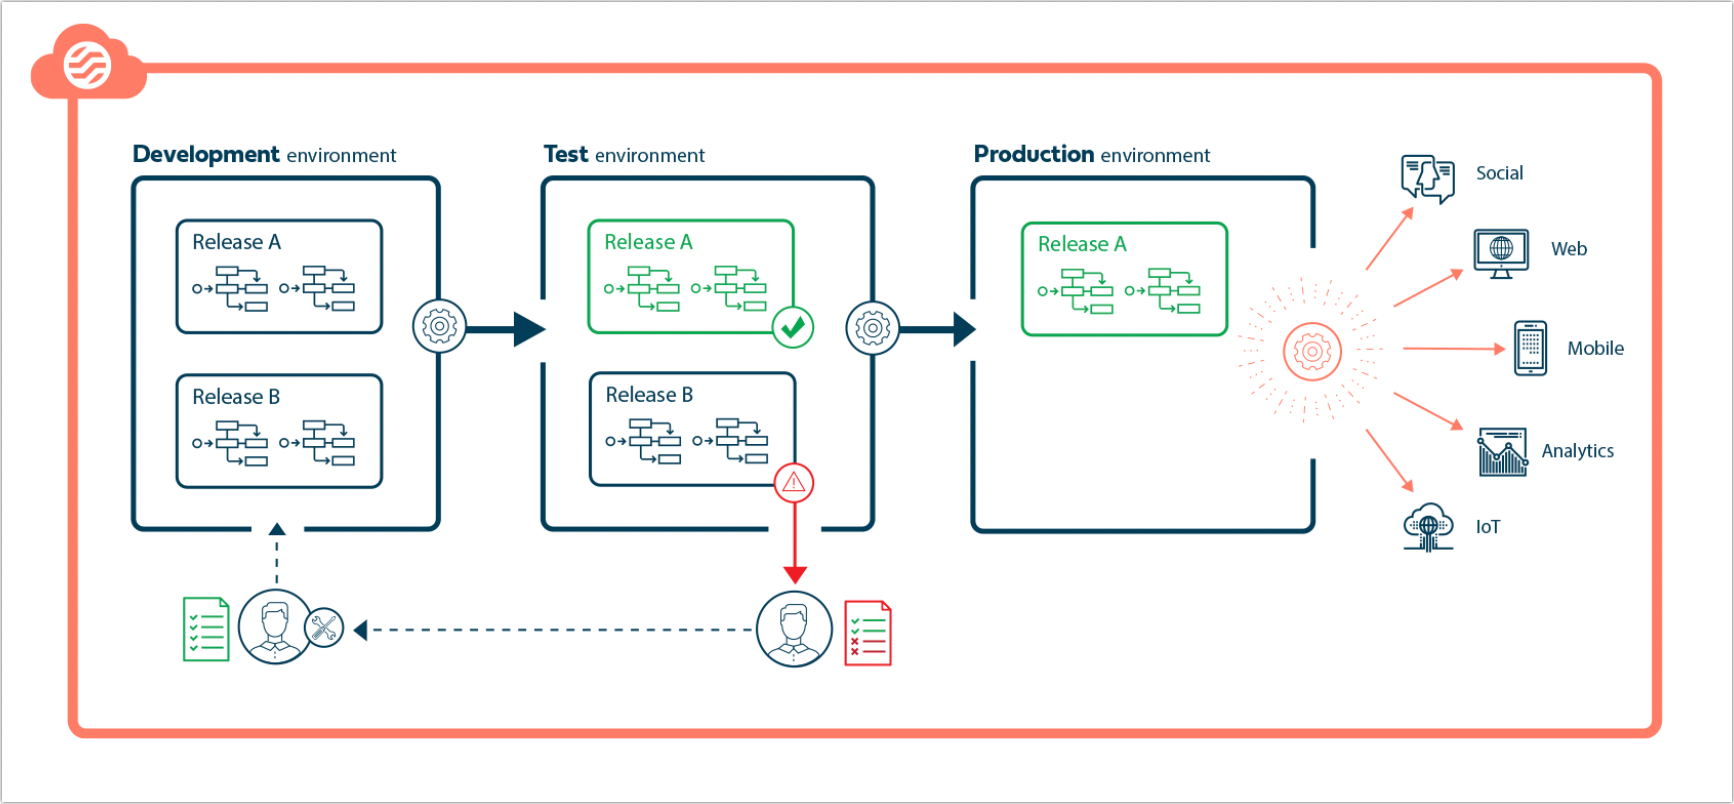 Development environment
Test environment
Production environment
Release A
Release B
Release A
Release B
Release A
Social
Web
Mobile
Analytics
IoT